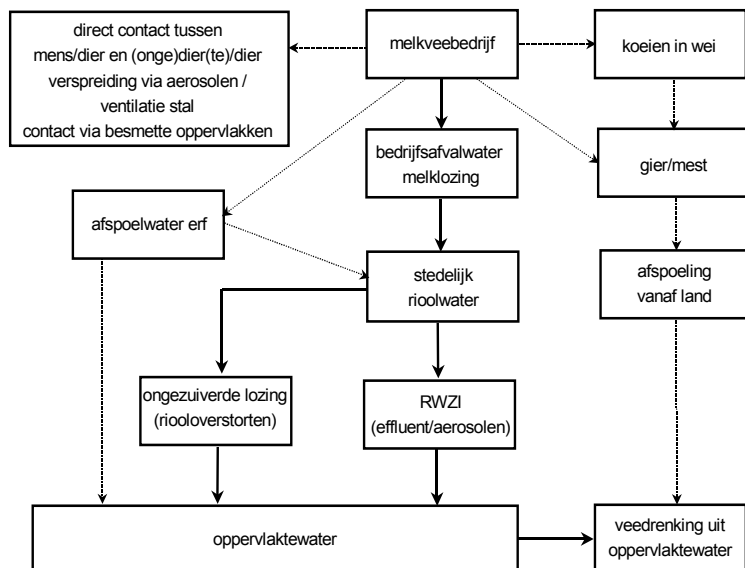 direct contact tussen
mens/dier en (onge)dier(te)/dier
verspreiding via aerosolen /
ventilatie stal
contact via besmette oppervlakken
melkveebedrijf
koeien in wei
bedrijfsafvalwater
melklozing
gier/mest
afspoelwater erf
stedelijk
rioolwater
afspoeling
vanaf land
ongezuiverde lozing
(riooloverstorten)
RWZI
(effluent/aerosolen)
oppervlaktewater
veedrenking uit
oppervlaktewater